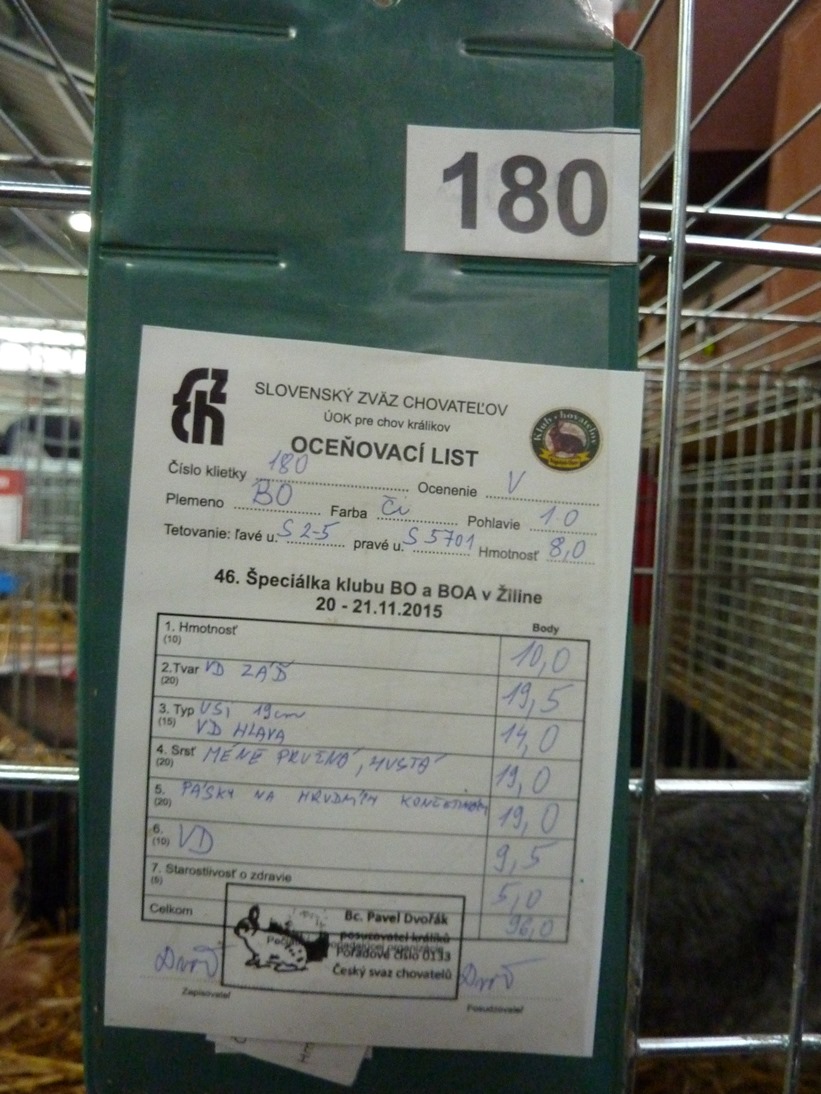 180
SLOVENSKÝ ZVÄZ CHOVATEĽOV
ÚOK pre chov králikov
OCEŇOVACÍ LIST
Klub chovateľov
Číslo klietky 180 Ocenenie V
Plemeno BO Farba Či Pohlavie 1.0
Tetovanie: ľavé u. S 2-5 pravé u. S 5701 Hmotnosť 8,0
46. Špeciálka klubu BO a BOA v Žiline
20 - 21.11.2015
Body
1. Hmotnosť (10) 10,0
2.Tvar VD ZÁĎ (20) 19,5
3. Typ UŠI 19cm
(15) VD HLAVA 14,0
4. Srsť MÉNĚ PRUŽNÁ, HUSTÁ (20) 19,0
5. PÁSKY NA HRUDNÍCH (20) 19,0
6. VD (10) 9,5
7. Starostlivosť o zdravie (5) 5,0
Celkom 96,0
Bc. Pavel Dvořák
posuzovatel králíků
Pořadové číslo 0133
Český svaz chovatelů
Zapisovateľ Posudzovateľ